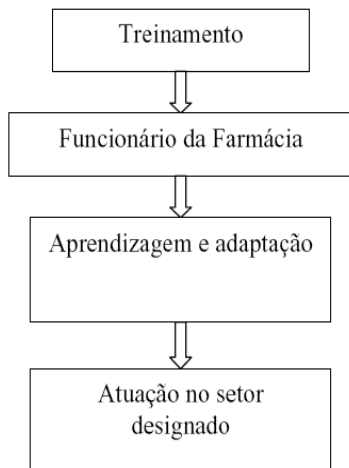 Treinamento
Funcionário da Farmácia
Aprendizagem e adaptação
Atuação no setor
designado